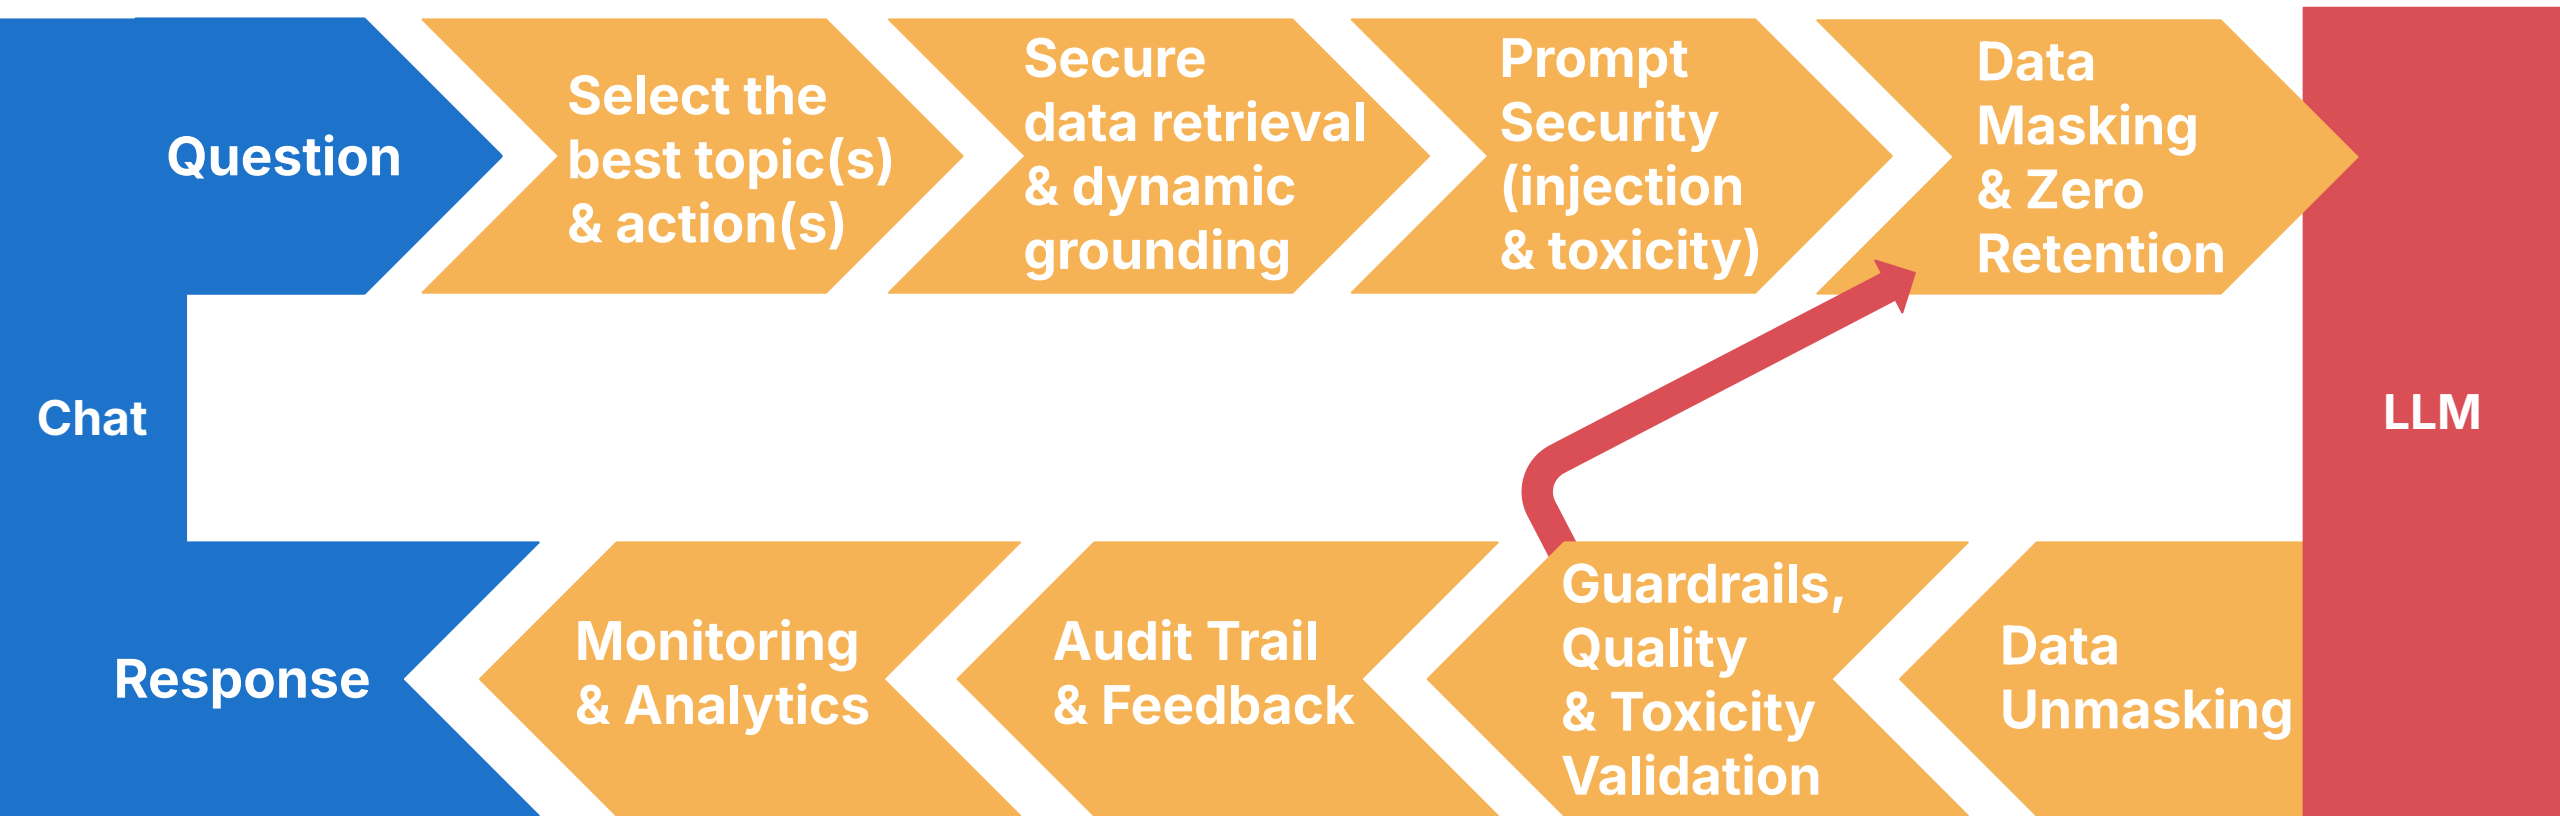 Question
Select the
best topic(s)
& action(s)
Secure
data retrieval
& dynamic
grounding
Prompt
Security
(injection
& toxicity)
Data
Masking
& Zero
Retention
Chat
LLM
Response
Monitoring
& Analytics
Audit Trail
& Feedback
Guardrails,
Quality
& Toxicity
Validation
Data
Unmasking